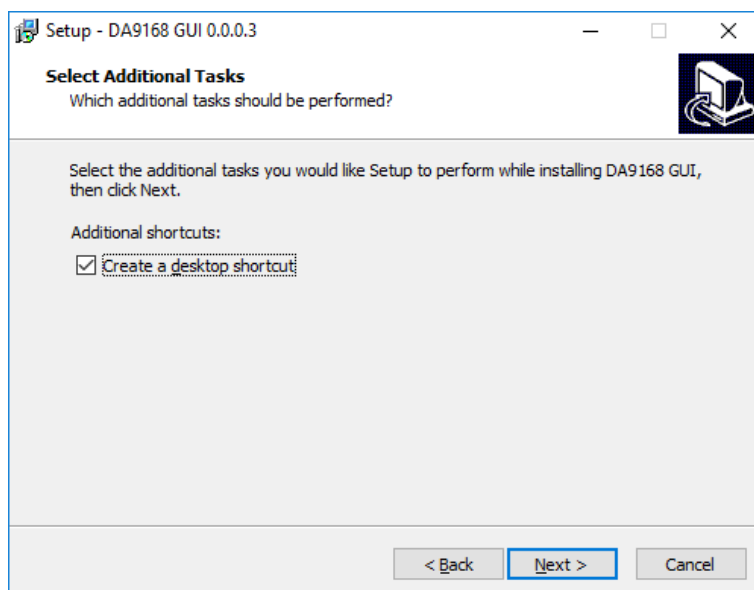 Setup - DA9168 GUI 0.0.0.3
Select Additional Tasks
Which additional tasks should be performed?
Select the additional tasks you would like Setup to perform while installing DA9168 GUI,
then click Next.
Additional shortcuts:
Create a desktop shortcut
< Back
Next >
Cancel